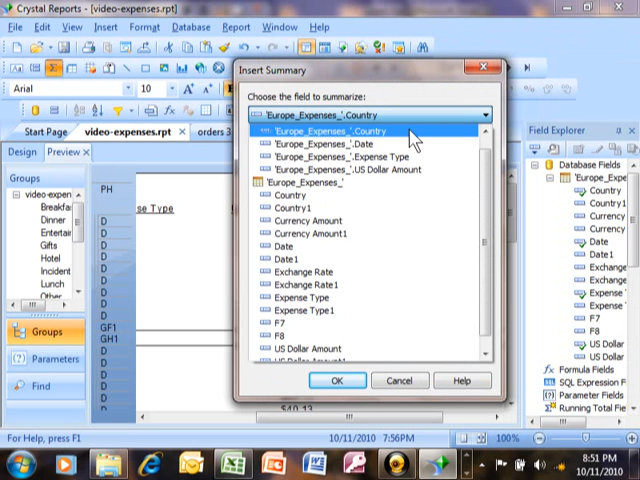 Crystal Reports - [video-expenses.rpt]
File Edit View Insert Format Database Report Window Help
Arial 10
Start Page video-expenses.rpt orders 3
Design Preview
Groups
video-expen
Breakfa
Dinner
Entertai
Gifts
Hotel
Incident
Lunch
Other
Groups
Parameters
Find
PH
se Type
D
D
D
D
D
D
D
D
D
GF1
GH1
D
D
D
D
D
$40.13
Insert Summary
Choose the field to summarize:
'Europe_Expenses_'.Country
'Europe_Expenses_'.Country
'Europe_Expenses_'.Date
'Europe_Expenses_'.Expense Type
'Europe_Expenses_'.US Dollar Amount
'Europe_Expenses_'
Country
Country1
Currency Amount
Currency Amount1
Date
Date1
Exchange Rate
Exchange Rate1
Expense Type
Expense Type1
F7
F8
US Dollar Amount
US Dollar Amount1
OK Cancel Help
Field Explorer
Database Fields
'Europe_Expe
Country
Country1
Currency
Currency
Date
Date1
Exchange
Exchange
Expense
Expense
F7
F8
US Dollar
US Dollar
Formula Fields
SQL Expression F
Parameter Fields
Running Total Fie
For Help, press F1 10/11/2010 7:56PM 100%
8:51 PM
10/11/2010